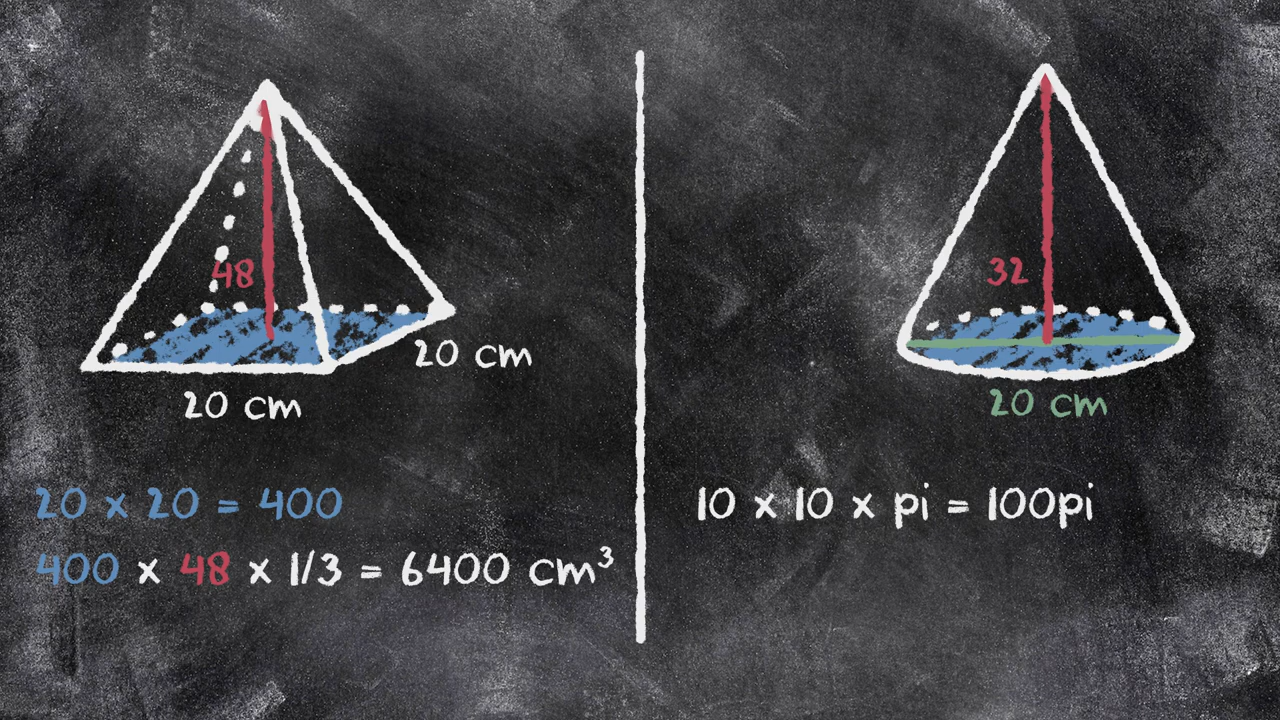 48
20 cm
20 cm
20 x 20 = 400
400 x 48 x 1/3 = 6400 cm³
32
20 cm
10 x 10 x pi = 100pi